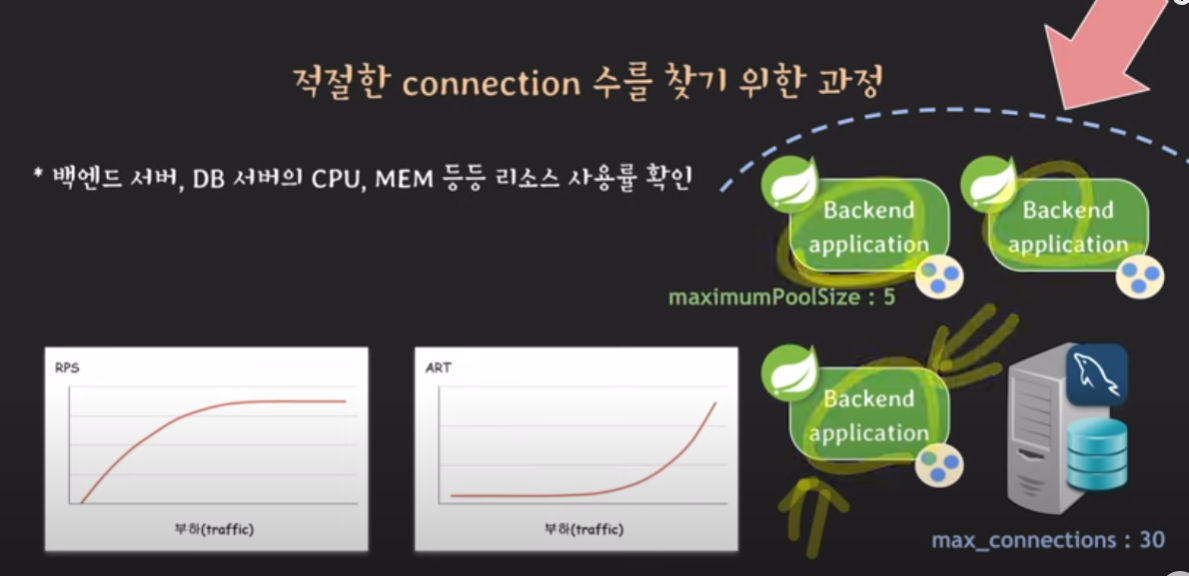 적절한 connection 수를 찾기 위한 과정
* 백엔드 서버, DB 서버의 CPU, MEM 등등 리소스 사용률 확인
Backend
application
Backend
application
maximumPoolSize : 5
RPS
부하(traffic)
ART
부하(traffic)
Backend
application
max_connections : 30